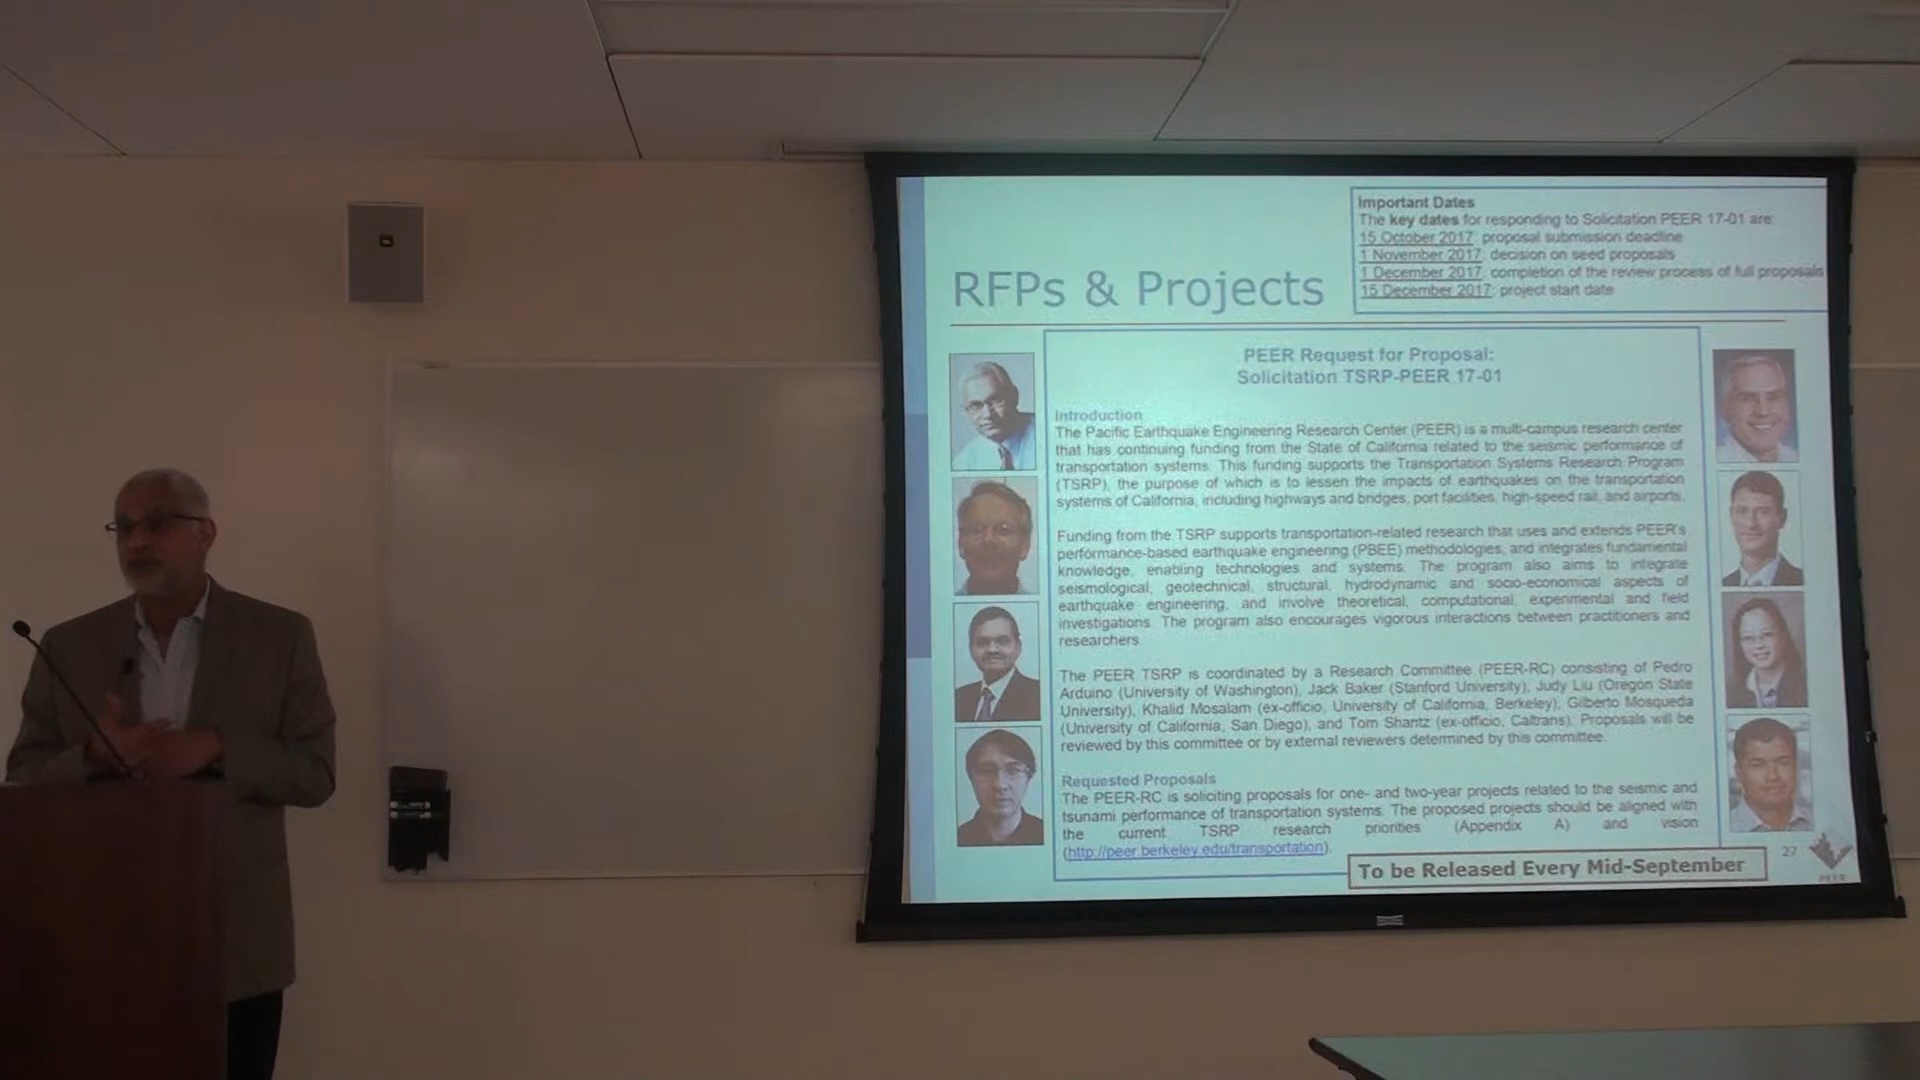 Important Dates
The key dates for responding to Solicitation PEER 17-01 are:
15 October 2017: proposal submission deadline
1 November 2017: decision on seed proposals
1 December 2017: completion of the review process of full proposals
15 December 2017: project start date
RFPs & Projects
PEER Request for Proposal:
Solicitation TSRP-PEER 17-01
Introduction
The Pacific Earthquake Engineering Research Center (PEER) is a multi-campus research center
that has continuing funding from the State of California related to the seismic performance of
transportation systems. This funding supports the Transportation Systems Research Program
(TSRP), the purpose of which is to lessen the impacts of earthquakes on the transportation
systems of California, including highways and bridges, port facilities, high-speed rail, and airports.
Funding from the TSRP supports transportation-related research that uses and extends PEER's
performance-based earthquake engineering (PBEE) methodologies, and integrates fundamental
knowledge, enabling technologies and systems. The program also aims to integrate
seismological, geotechnical, structural, hydrodynamic and socio-economical aspects of
earthquake engineering, and involve theoretical, computational, experimental and field
investigations. The program also encourages vigorous interactions between practitioners and
researchers.
The PEER TSRP is coordinated by a Research Committee (PEER-RC) consisting of Pedro
Arduino (University of Washington), Jack Baker (Stanford University), Judy Liu (Oregon State
University), Khalid Mosalam (ex-officio, University of California, Berkeley), Gilberto Mosqueda
(University of California, San Diego), and Tom Shantz (ex-officio, Caltrans). Proposals will be
reviewed by this committee or by external reviewers determined by this committee.
Requested Proposals
The PEER-RC is soliciting proposals for one- and two-year projects related to the seismic and
tsunami performance of transportation systems. The proposed projects should be aligned with
the current TSRP research priorities (Appendix A) and vision
(http://peer.berkeley.edu/transportation).
To be Released Every Mid-September
27
PEER